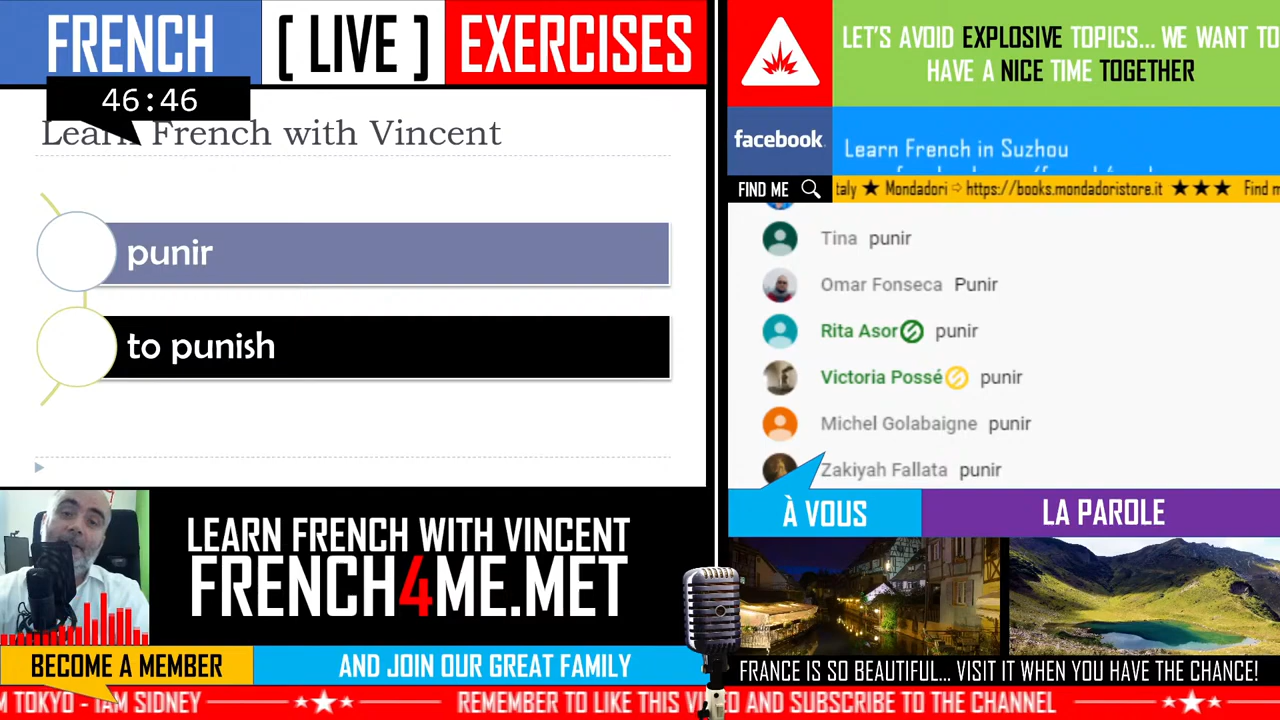 FRENCH
[ LIVE ]
EXERCISES
46:46
Learn French with Vincent
punir
to punish
LEARN FRENCH WITH VINCENT
FRENCH4ME.MET
BECOME A MEMBER
AND JOIN OUR GREAT FAMILY
LET'S AVOID EXPLOSIVE TOPICS... WE WANT TO
HAVE A NICE TIME TOGETHER
facebook.
Learn French in Suzhou
FIND ME
taly ★ Mondadori ⇨ https://books.mondadoristore.it ★★★ Find m
Tina punir
Omar Fonseca Punir
Rita Asor punir
Victoria Possé punir
Michel Golabaigne punir
Zakiyah Fallata punir
À VOUS
LA PAROLE
FRANCE IS SO BEAUTIFUL... VISIT IT WHEN YOU HAVE THE CHANCE!
M TOKYO - 1AM SIDNEY
REMEMBER TO LIKE THIS VIDEO AND SUBSCRIBE TO THE CHANNEL